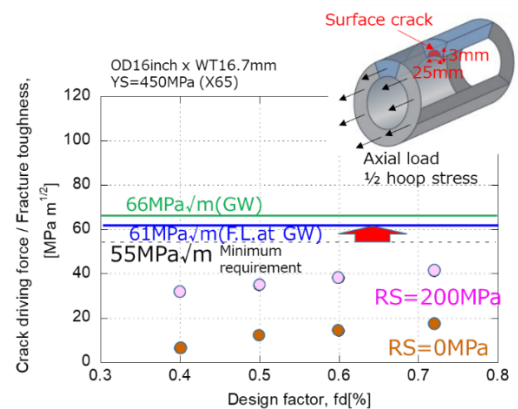 Surface crack
3mm
25mm
OD16inch x WT16.7mm
YS=450MPa (X65)
Axial load
½ hoop stress
Crack driving force / Fracture toughness,
[MPa m1/2]
120
100
80
60
40
20
0
66MPa√m(GW)
61MPa√m(F.L.at GW)
55MPa√m Minimum
requirement
RS=200MPa
RS=0MPa
0.3 0.4 0.5 0.6 0.7 0.8
Design factor, fd[%]